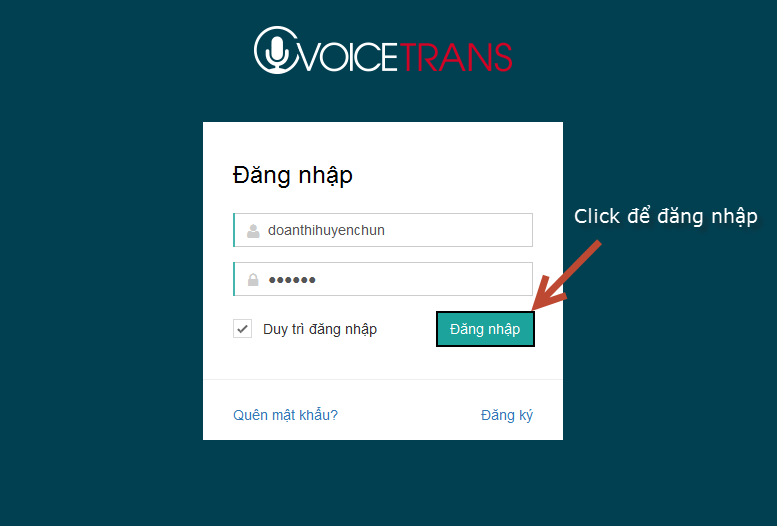 VOICETRANS
Đăng nhập
doanthihuyenchun
Click để đăng nhập
••••••
Duy trì đăng nhập
Đăng nhập
Quên mật khẩu?
Đăng ký